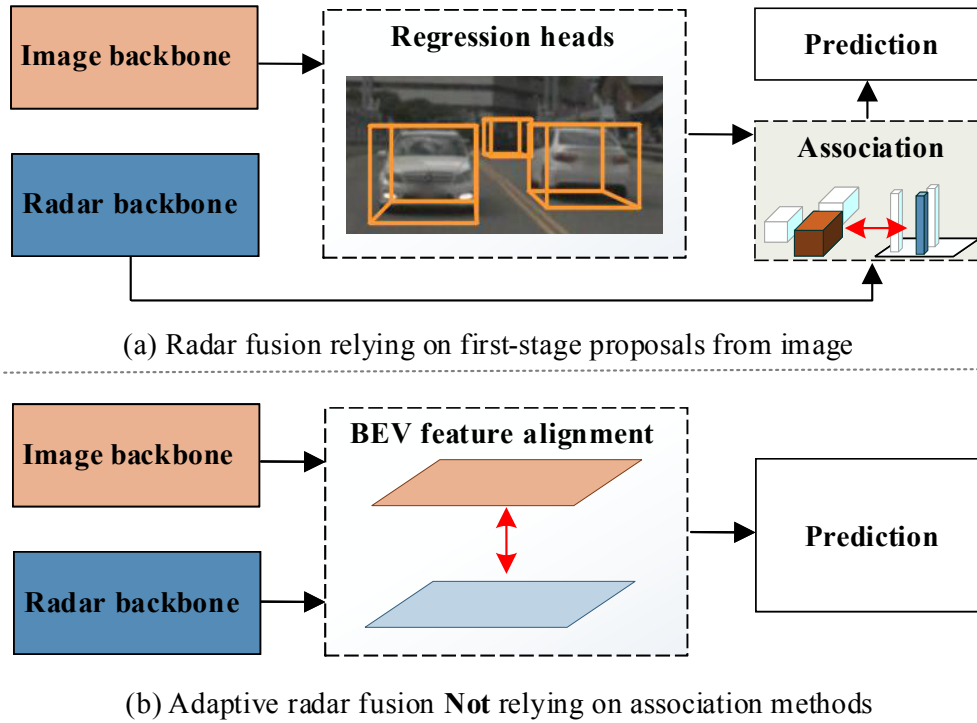 Image backbone
Regression heads
Prediction
Radar backbone
Association
(a) Radar fusion relying on first-stage proposals from image
Image backbone
BEV feature alignment
Prediction
Radar backbone
(b) Adaptive radar fusion Not relying on association methods